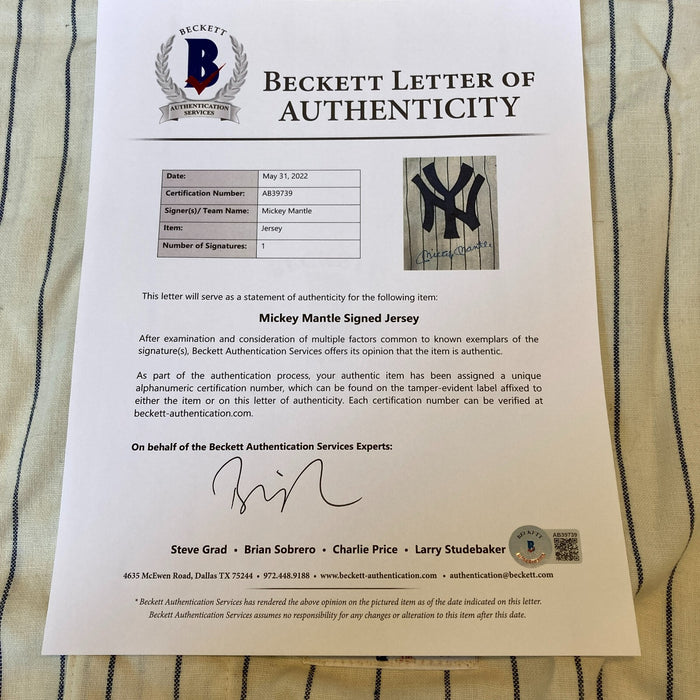 BECKETT
B
AUTHENTICATION
SERVICES
BECKETT LETTER OF
AUTHENTICITY
Date: May 31, 2022
Certification Number: AB39739
Signer(s)/ Team Name: Mickey Mantle
Item: Jersey
Number of Signatures: 1
NY
Mickey Mantle
This letter will serve as a statement of authenticity for the following item:
Mickey Mantle Signed Jersey
After examination and consideration of multiple factors common to known exemplars of the
signature(s), Beckett Authentication Services offers its opinion that the item is authentic.
As part of the authentication process, your authentic item has been assigned a unique
alphanumeric certification number, which can be found on the tamper-evident label affixed to
either the item or on this letter of authenticity. Each certification number can be verified at
beckett-authentication.com.
On behalf of the Beckett Authentication Services Experts:
Steve Grad • Brian Sobrero • Charlie Price • Larry Studebaker
BECKETT
B
AB39739
4635 McEwen Road, Dallas TX 75244 • 972.448.9188 • www.beckett-authentication.com • authentication@beckett.com
* Beckett Authentication Services has rendered the above opinion on the pictured item as of the date indicated on this letter.
Beckett Authentication Services assumes no responsibility for any changes or alteration to this item after this date.